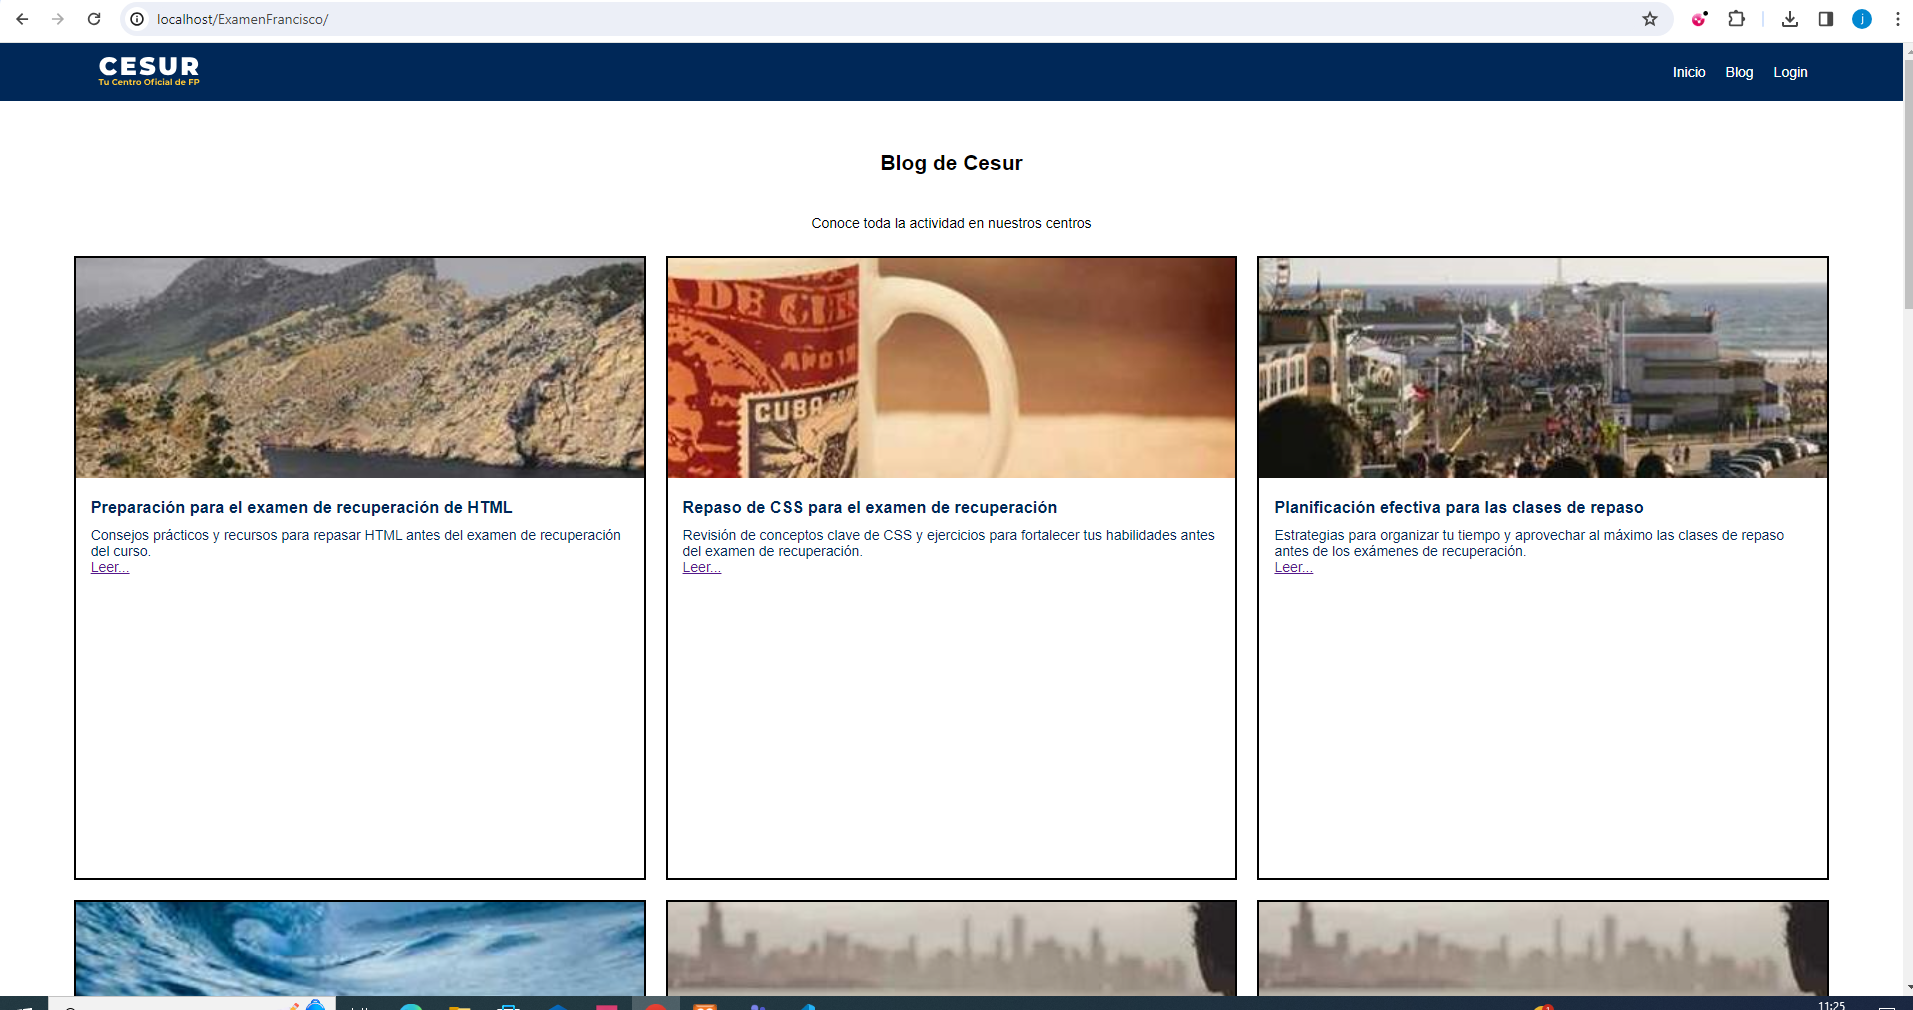 localhost/ExamenFrancisco/
j
CESUR
Tu Centro Oficial de FP
Inicio Blog Login
Blog de Cesur
Conoce toda la actividad en nuestros centros
DE CUB
AÑO 18
CUBA
Preparación para el examen de recuperación de HTML
Consejos prácticos y recursos para repasar HTML antes del examen de recuperación
del curso.
Leer...
Repaso de CSS para el examen de recuperación
Revisión de conceptos clave de CSS y ejercicios para fortalecer tus habilidades antes
del examen de recuperación.
Leer...
Planificación efectiva para las clases de repaso
Estrategias para organizar tu tiempo y aprovechar al máximo las clases de repaso
antes de los exámenes de recuperación.
Leer...
11:25